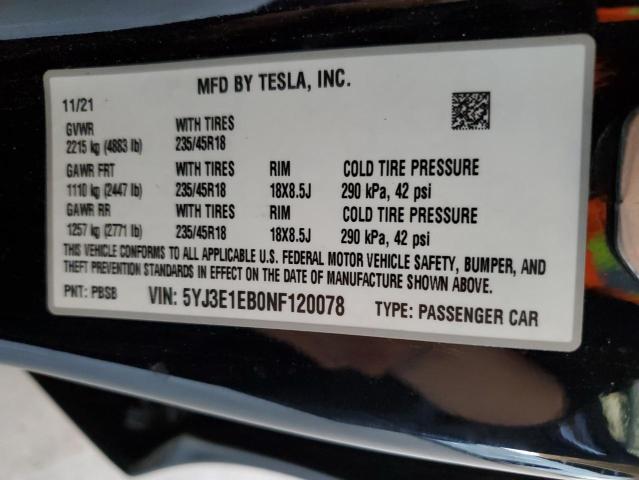 MFD BY TESLA, INC.
11/21
GVWR WITH TIRES
2215 kg (4883 lb) 235/45R18
GAWR FRT WITH TIRES RIM COLD TIRE PRESSURE
1110 kg (2447 lb) 235/45R18 18X8.5J 290 kPa, 42 psi
GAWR RR WITH TIRES RIM COLD TIRE PRESSURE
1257 kg (2771 lb) 235/45R18 18X8.5J 290 kPa, 42 psi
THIS VEHICLE CONFORMS TO ALL APPLICABLE U.S. FEDERAL MOTOR VEHICLE SAFETY, BUMPER, AND
THEFT PREVENTION STANDARDS IN EFFECT ON THE DATE OF MANUFACTURE SHOWN ABOVE.
PNT: PBSB VIN: 5YJ3E1EB0NF120078 TYPE: PASSENGER CAR